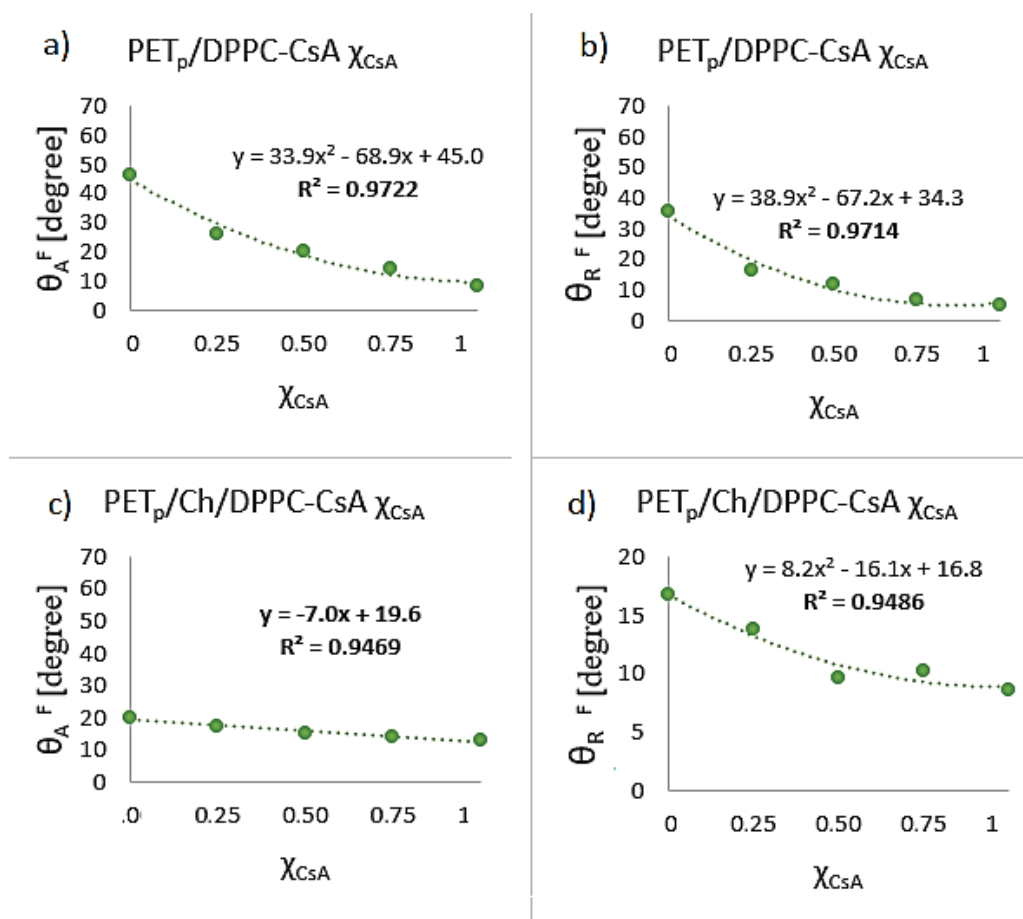 a) PETp/DPPC-CsA χCsA
θA F [degree]
70
60
50
40
30
20
10
0
y = 33.9x² - 68.9x + 45.0
R² = 0.9722
0 0.25 0.50 0.75 1
χCsA
b) PETp/DPPC-CsA χCsA
θR F [degree]
70
60
50
40
30
20
10
0
y = 38.9x² - 67.2x + 34.3
R² = 0.9714
0 0.25 0.50 0.75 1
χCsA
c) PETp/Ch/DPPC-CsA χCsA
θA F [degree]
70
60
50
40
30
20
10
0
y = -7.0x + 19.6
R² = 0.9469
.0 0.25 0.50 0.75 1
χCsA
d) PETp/Ch/DPPC-CsA χCsA
θR F [degree]
20
15
10
5
0
y = 8.2x² - 16.1x + 16.8
R² = 0.9486
0 0.25 0.50 0.75 1
χCsA